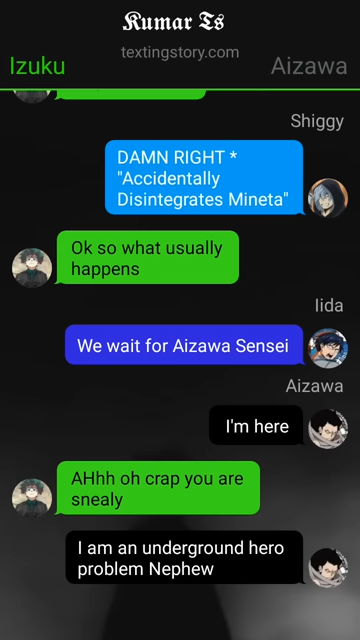 Kumar Ts
textingstory.com
Izuku
Aizawa
Shiggy
DAMN RIGHT *
"Accidentally
Disintegrates Mineta"
Ok so what usually
happens
Iida
We wait for Aizawa Sensei
Aizawa
I'm here
AHhh oh crap you are
snealy
I am an underground hero
problem Nephew